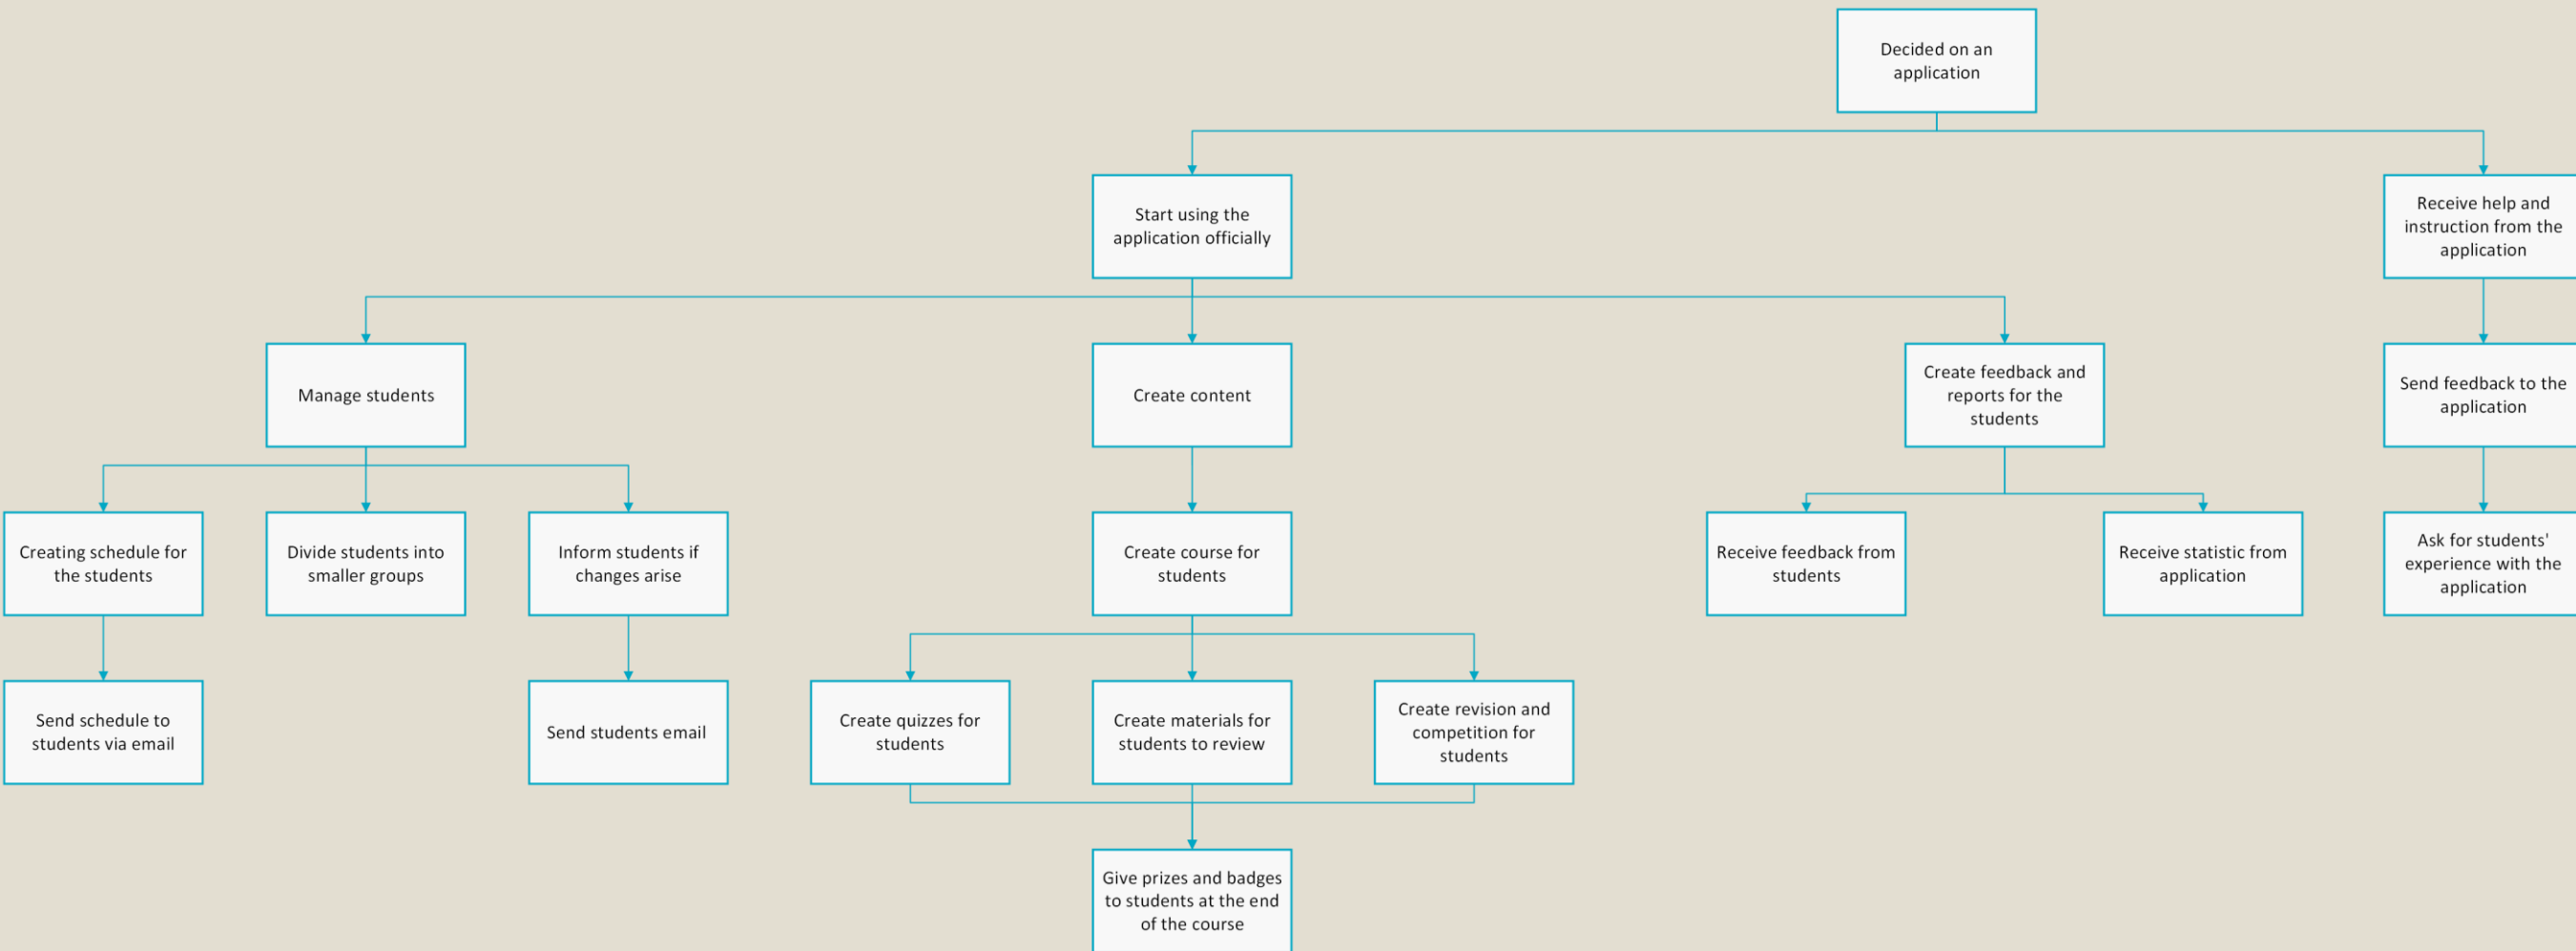 Decided on an
application
Start using the
application officially
Receive help and
instruction from the
application
Manage students
Create content
Create feedback and
reports for the
students
Send feedback to the
application
Creating schedule for
the students
Divide students into
smaller groups
Inform students if
changes arise
Create course for
students
Receive feedback from
students
Receive statistic from
application
Ask for students'
experience with the
application
Send schedule to
students via email
Send students email
Create quizzes for
students
Create materials for
students to review
Create revision and
competition for
students
Give prizes and badges
to students at the end
of the course